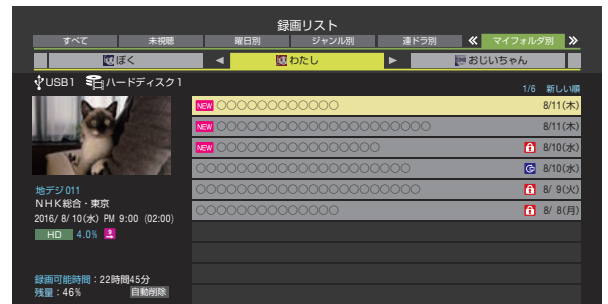 録画リスト
すべて 未視聴 曜日別 ジャンル別 連ドラ別 マイフォルダ別
ぼく わたし おじいちゃん
USB1 ハードディスク1
1/6 新しい順
NEW ○○○○○○○○○○○○ 8/11(木)
NEW ○○○○○○○○○○○○○○○○○○○○○ 8/11(木)
NEW ○○○○○○○○○○○○○○○○ 8/10(水)
○○○○○○○○○○○○○○○○○○○○○ 8/10(水)
○○○○○○○○○○○○○○○○○○○○○○ 8/ 9(火)
○○○○○○○○○○○○○○ 8/ 8(月)
地デジ011
NHK総合・東京
2016/ 8/ 10(水) PM 9:00 (02:00)
HD 4.0%
録画可能時間：22時間45分
残量：46% 自動削除